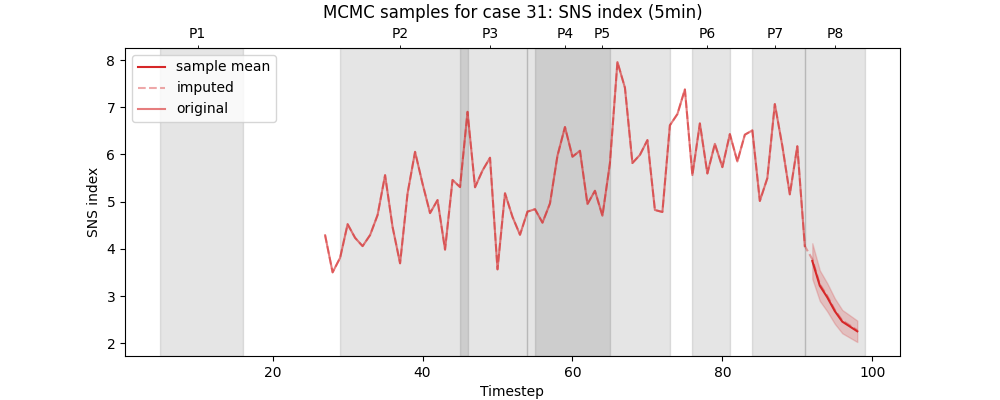 MCMC samples for case 31: SNS index (5min)
P1 P2 P3 P4 P5 P6 P7 P8
sample mean
imputed
original
8
7
6
5
4
3
2
SNS index
20 40 60 80 100
Timestep